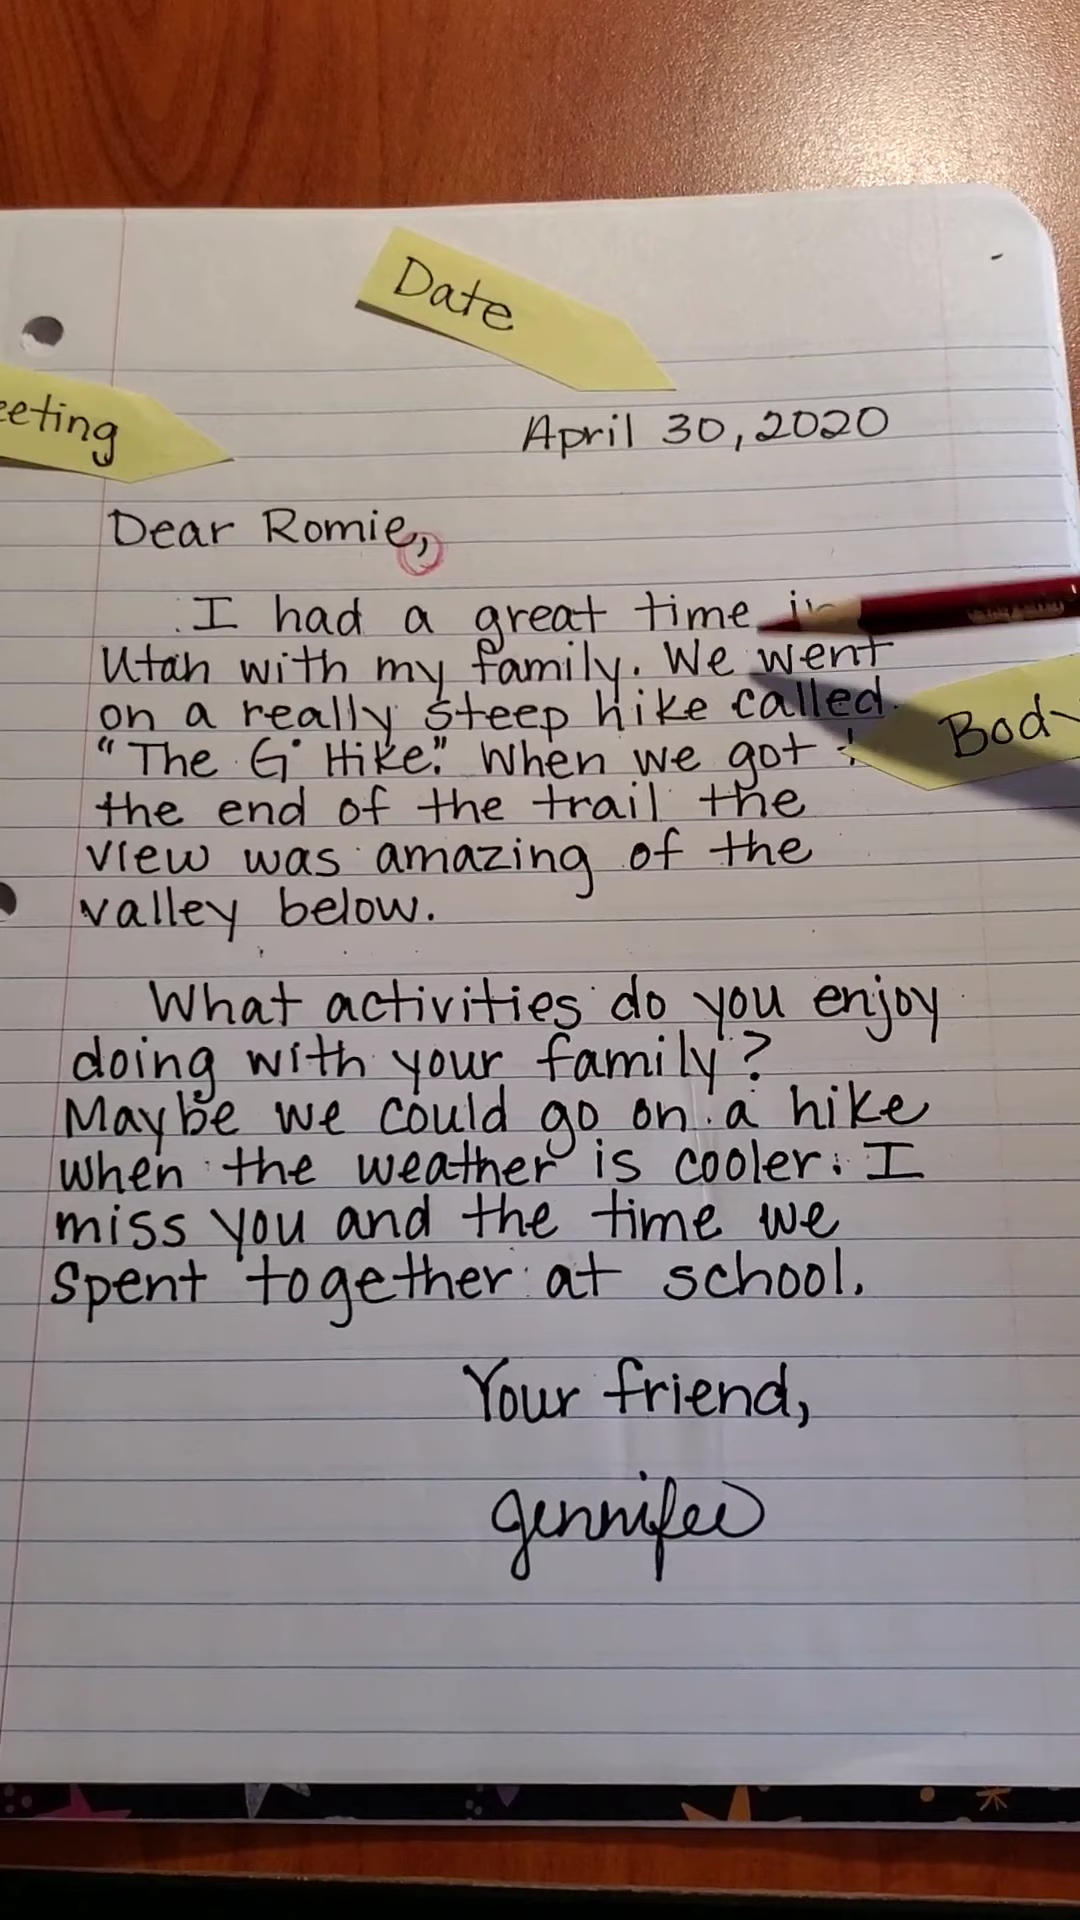 Date
eeting
April 30, 2020
Dear Romie,
I had a great time
Utah with my family. We went
on a really steep hike called
"The G Hike." When we got
the end of the trail the
view was amazing of the
valley below.
Body
What activities do you enjoy
doing with your family?
Maybe we could go on a hike
when the weather is cooler. I
miss you and the time we
spent together at school.
Your friend,
Jennifer